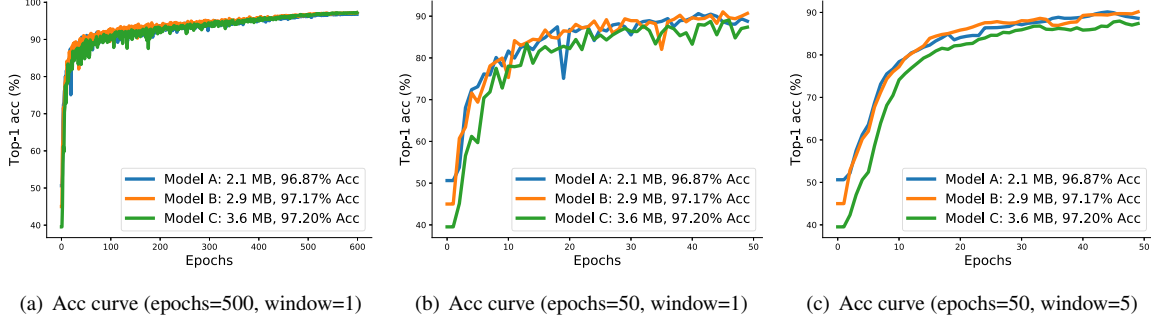 100
90
80
70
60
50
40
Top-1 acc (%)
Model A: 2.1 MB, 96.87% Acc
Model B: 2.9 MB, 97.17% Acc
Model C: 3.6 MB, 97.20% Acc
0 100 200 300 400 500 600
Epochs
(a) Acc curve (epochs=500, window=1)
90
80
70
60
50
40
Top-1 acc (%)
Model A: 2.1 MB, 96.87% Acc
Model B: 2.9 MB, 97.17% Acc
Model C: 3.6 MB, 97.20% Acc
0 10 20 30 40 50
Epochs
(b) Acc curve (epochs=50, window=1)
90
80
70
60
50
40
Top-1 acc (%)
Model A: 2.1 MB, 96.87% Acc
Model B: 2.9 MB, 97.17% Acc
Model C: 3.6 MB, 97.20% Acc
0 10 20 30 40 50
Epochs
(c) Acc curve (epochs=50, window=5)